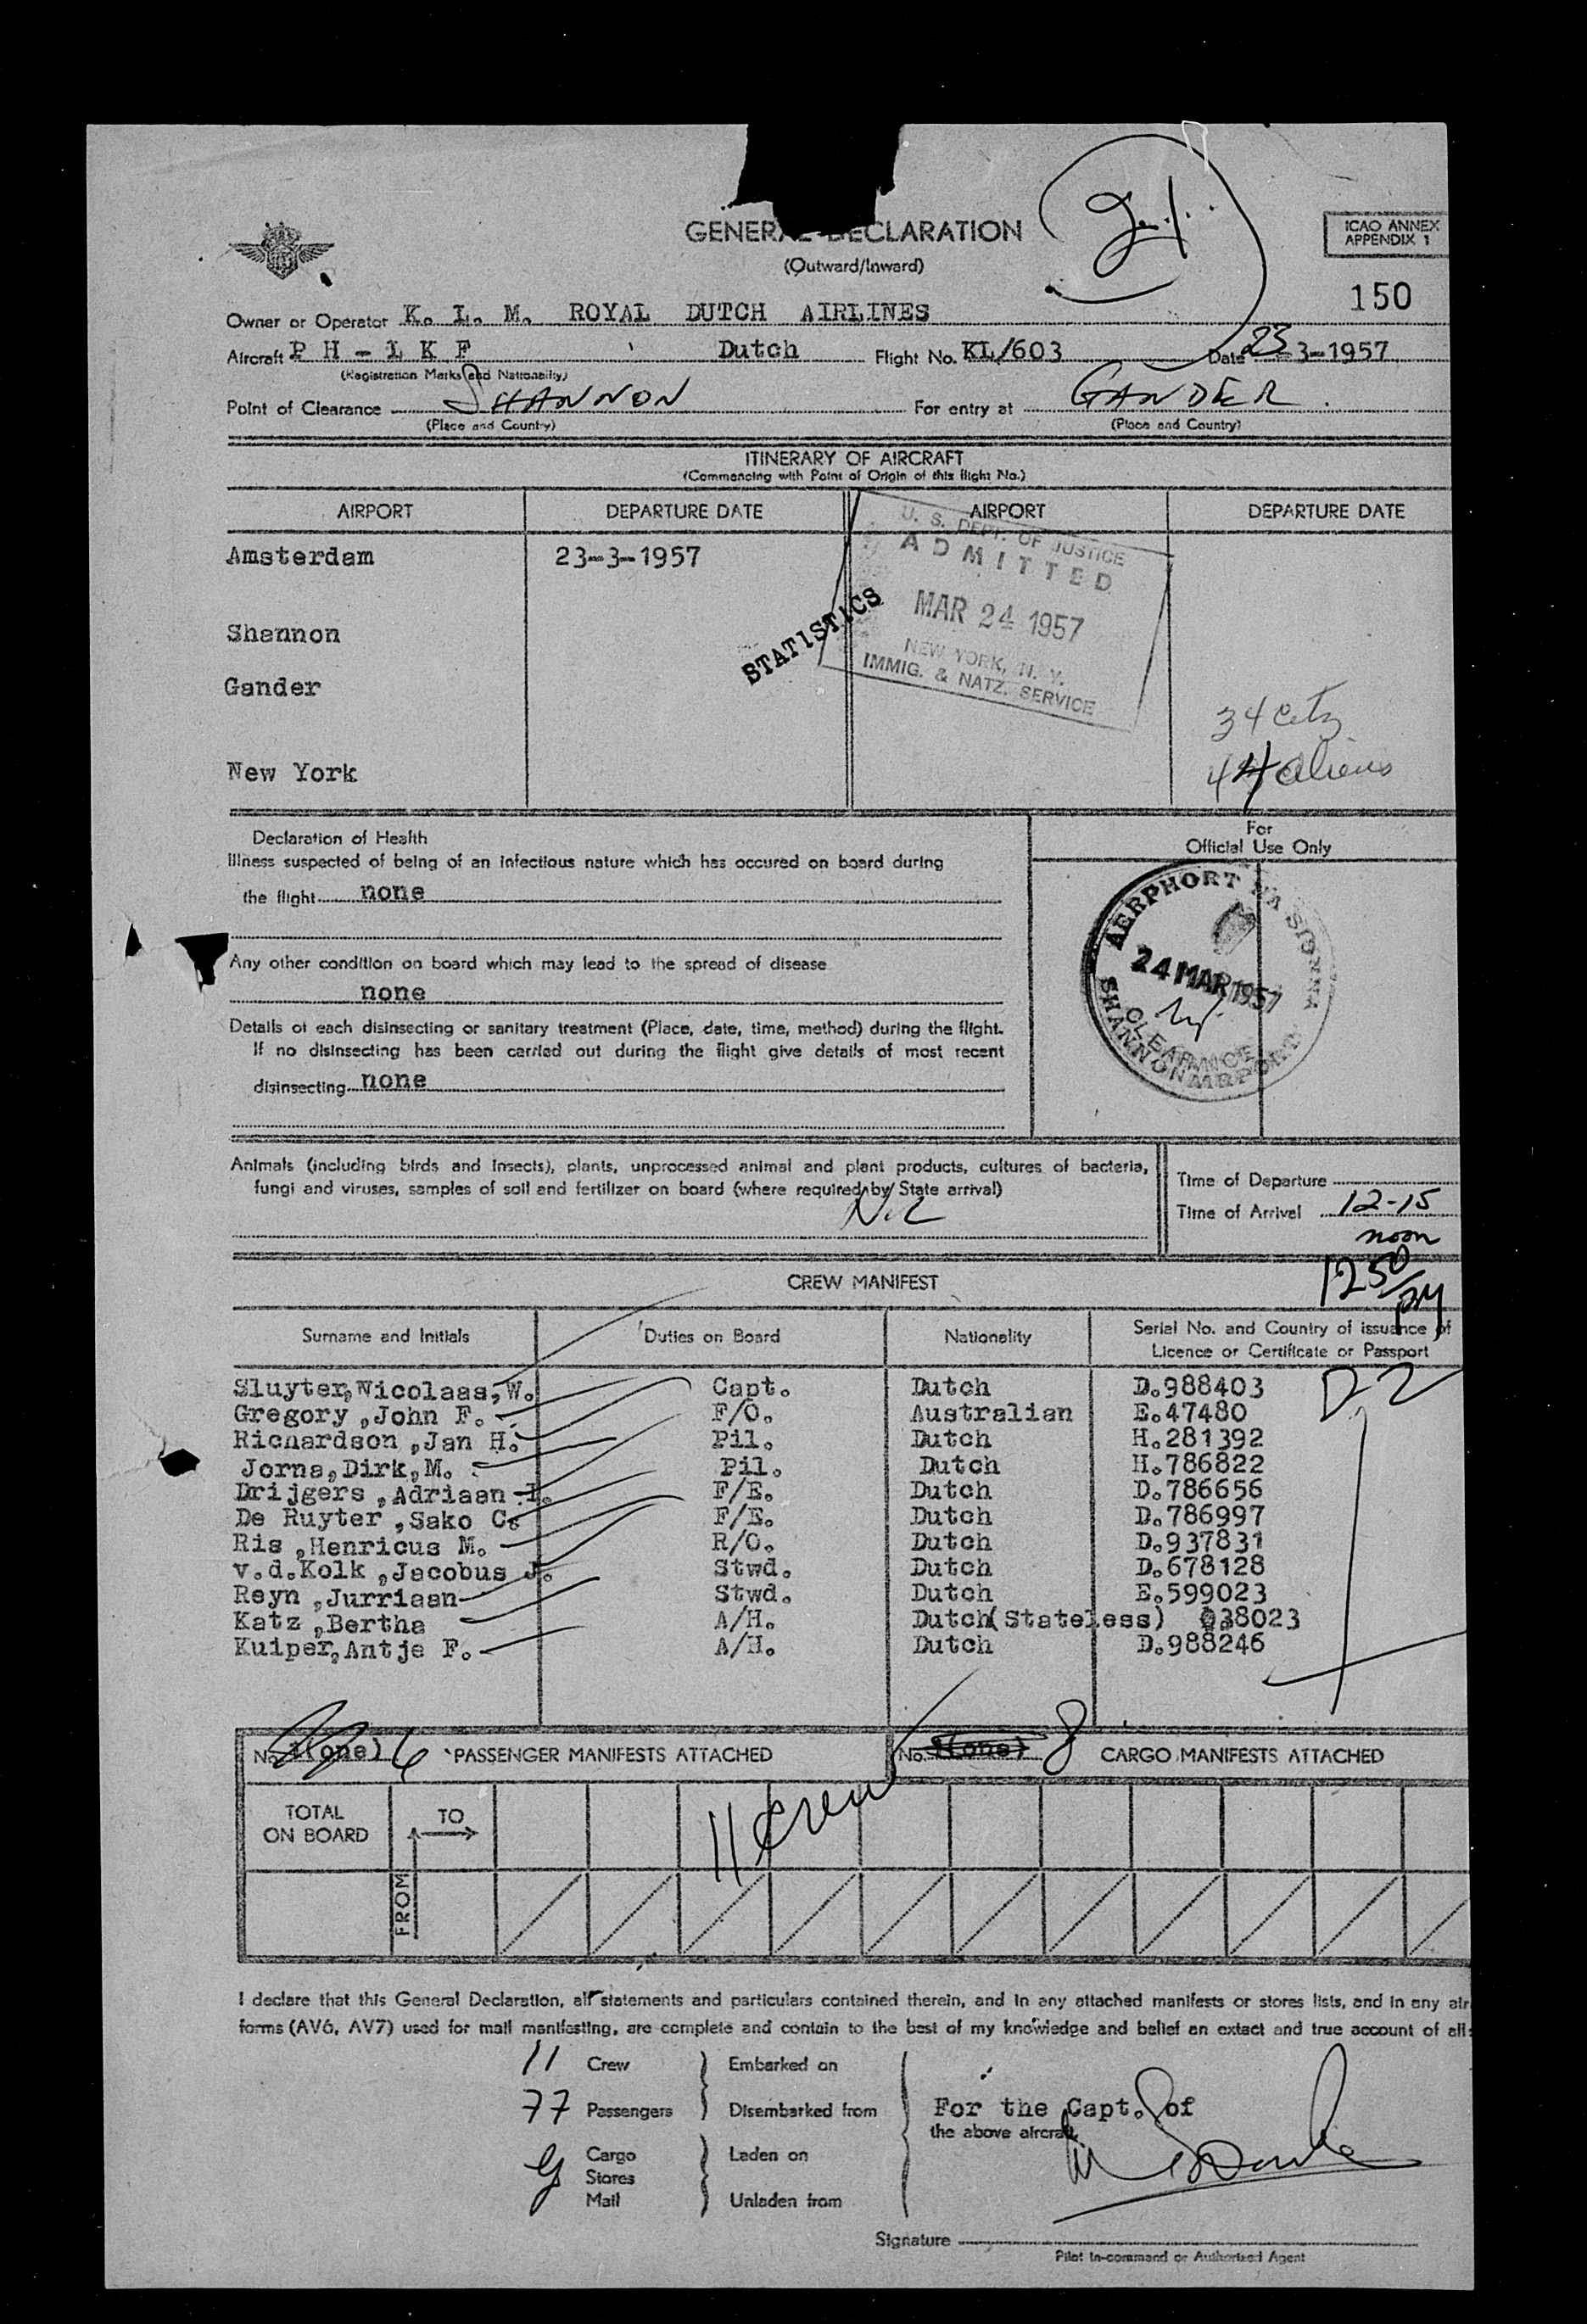 GENERAL DECLARATION
(Outward/Inward)
ICAO ANNEX
APPENDIX 1
150
Owner or Operator K. L. M. ROYAL DUTCH AIRLINES
Aircraft P H - L K F Dutch Flight No. KL/603 Date 23-3-1957
(Registration Marks and Nationality)
Point of Clearance SHANNON For entry at GANDER
(Place and Country) (Place and Country)
ITINERARY OF AIRCRAFT
(Commencing with Point of Origin of this flight No.)
AIRPORT DEPARTURE DATE AIRPORT DEPARTURE DATE
U. S. DEPT. OF JUSTICE
ADMITTED
MAR 24 1957
NEW YORK, N. Y.
IMMIG. & NATZ. SERVICE
STATISTICS
Amsterdam 23-3-1957
Shannon
Gander
34 Citz
New York
44 aliens
Declaration of Health
Illness suspected of being of an infectious nature which has occured on board during
the flight none
For
Official Use Only
AERPHORT NA SIONNA
24 MAR 1957
CLEARANCE
SHANNON AIRPORT
Any other condition on board which may lead to the spread of disease
none
Details of each disinsecting or sanitary treatment (Place, date, time, method) during the flight.
If no disinsecting has been carried out during the flight give details of most recent
disinsecting none
Animals (including birds and insects), plants, unprocessed animal and plant products, cultures of bacteria,
fungi and viruses, samples of soil and fertilizer on board (where required by State arrival)
NIL
Time of Departure
Time of Arrival 12-15
noon
1250 PM
CREW MANIFEST
Surname and Initials Duties on Board Nationality Serial No. and Country of issuance of
Licence or Certificate or Passport
Sluyter, Nicolaas, W. Capt. Dutch D.988403
Gregory ,John F. F/O. Australian E.47480
Richardson ,Jan H. Pil. Dutch H.281392
Jorna, Dirk, M. Pil. Dutch H.786822
Drijgers ,Adriaan I. F/E. Dutch D.786656
De Ruyter ,Sako C. F/E. Dutch D.786997
Ris ,Henricus M. R/O. Dutch D.937831
v.d.Kolk ,Jacobus J. Stwd. Dutch D.678128
Reyn ,Jurriaan Stwd. Dutch E.599023
Katz ,Bertha A/H. Dutch(Stateless) 038023
Kuiper, Antje F. A/H. Dutch D.988246
D-2
No. 1(one) 6 PASSENGER MANIFESTS ATTACHED No. 1(one) 8 CARGO MANIFESTS ATTACHED
TOTAL
ON BOARD
TO
FROM
11 crew
I declare that this General Declaration, all statements and particulars contained therein, and in any attached manifests or stores lists, and in any air
forms (AV6, AV7) used for mail manifesting, are complete and contain to the best of my knowledge and belief an extact and true account of all
11 Crew Embarked on
77 Passengers Disembarked from
For the Capt. of
the above aircraft
Cargo Laden on
Stores
Mail Unladen from
Signature
Pilot in-command or Authorized Agent